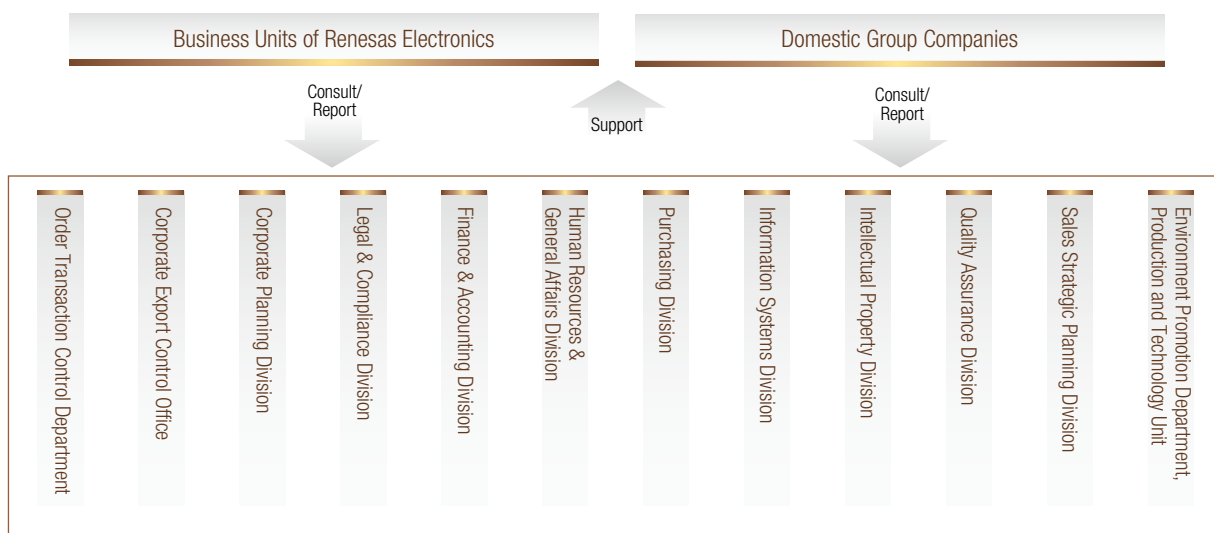 Business Units of Renesas Electronics
Domestic Group Companies
Consult/
Report
Support
Consult/
Report
Order Transaction Control Department
Corporate Export Control Office
Corporate Planning Division
Legal & Compliance Division
Finance & Accounting Division
Human Resources &
General Affairs Division
Purchasing Division
Information Systems Division
Intellectual Property Division
Quality Assurance Division
Sales Strategic Planning Division
Environment Promotion Department,
Production and Technology Unit